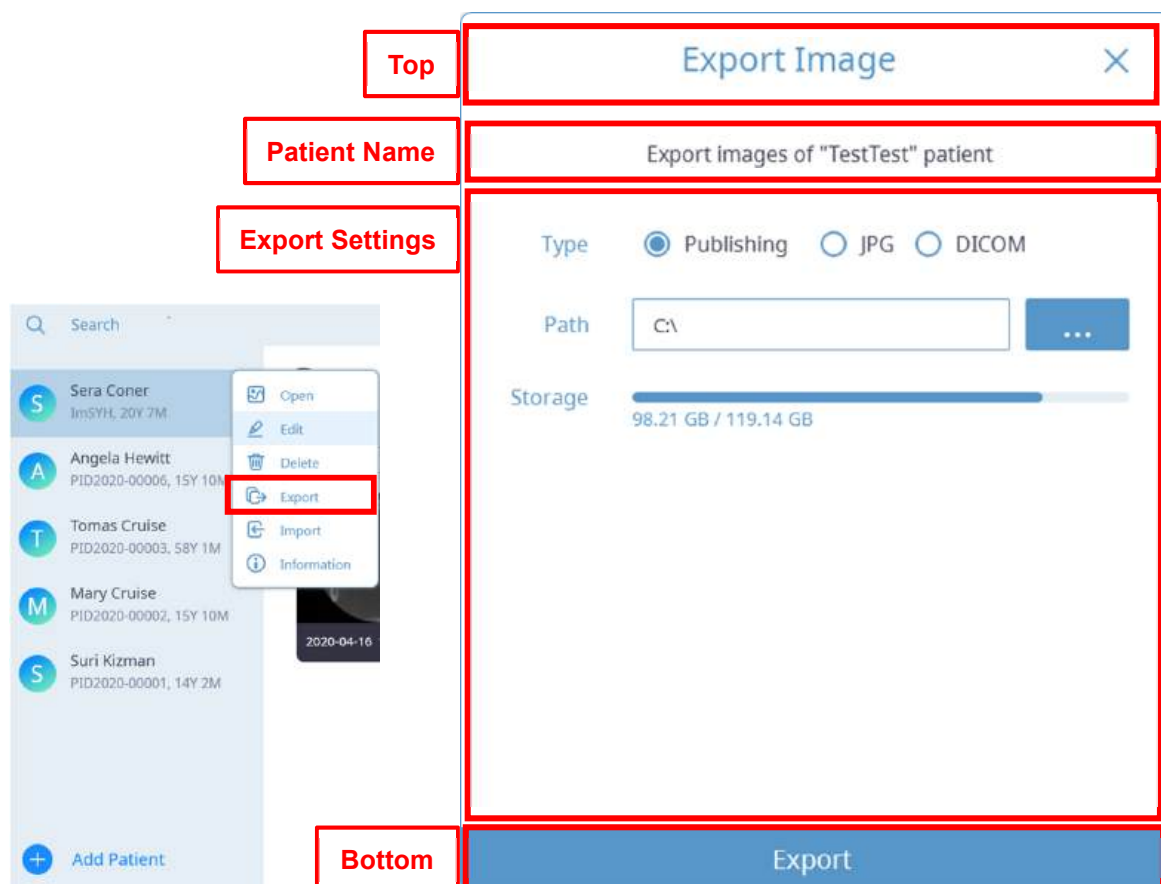 Top
Export Image
Patient Name
Export images of "TestTest" patient
Export Settings
Type Publishing JPG DICOM
Path C:\ ...
Storage
98.21 GB / 119.14 GB
Search
S Sera Coner
ImSYH, 20Y 7M
A Angela Hewitt
PID2020-00006, 15Y 10M
T Tomas Cruise
PID2020-00003, 58Y 1M
M Mary Cruise
PID2020-00002, 15Y 10M
S Suri Kizman
PID2020-00001, 14Y 2M
Open
Edit
Delete
Export
Import
Information
2020-04-16
Add Patient
Bottom
Export